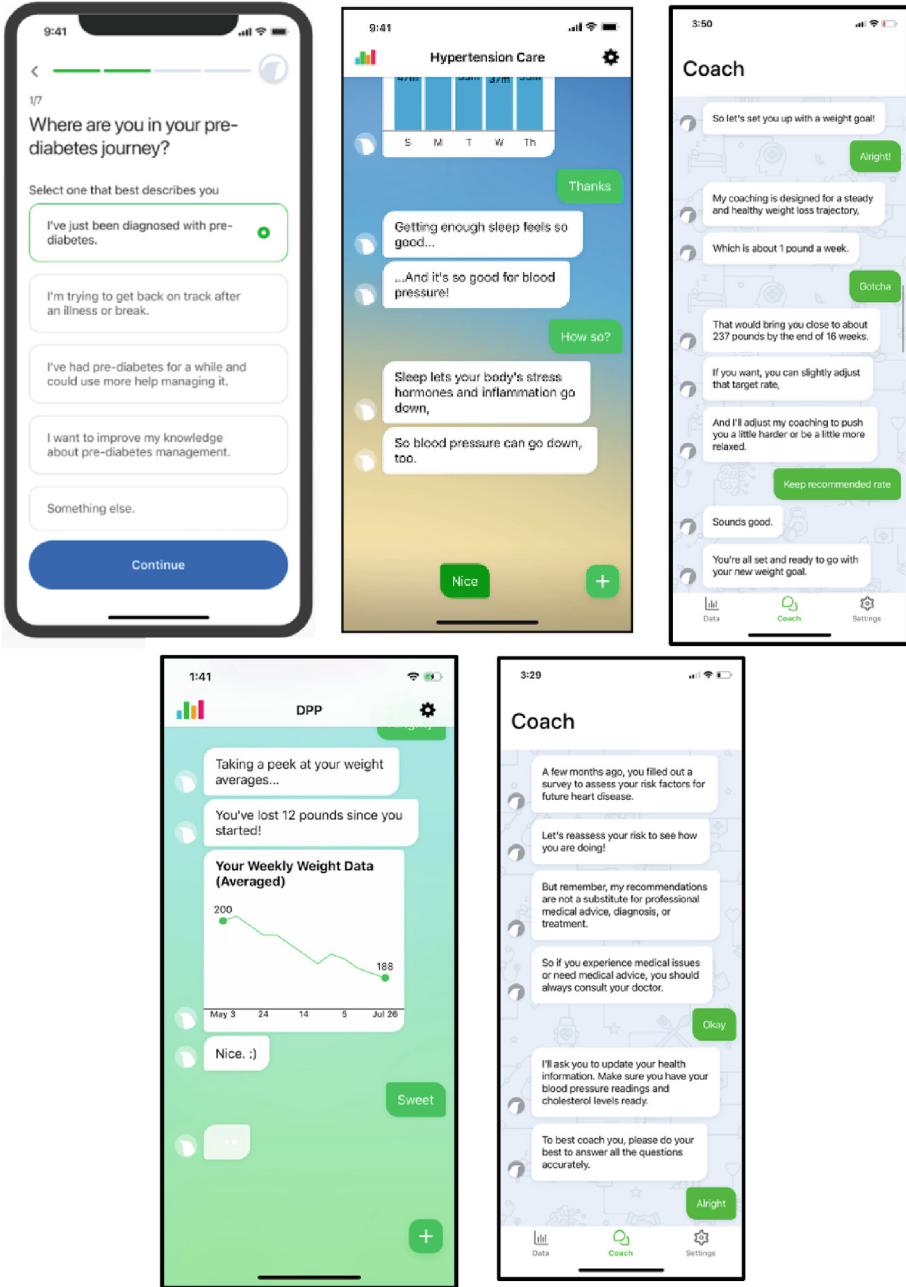 9:41
1/7
Where are you in your pre-
diabetes journey?
Select one that best describes you
I've just been diagnosed with pre-
diabetes.
I'm trying to get back on track after
an illness or break.
I've had pre-diabetes for a while and
could use more help managing it.
I want to improve my knowledge
about pre-diabetes management.
Something else.
Continue
9:41
Hypertension Care
37m
S M T W Th
Thanks
Getting enough sleep feels so
good...
...And it's so good for blood
pressure!
How so?
Sleep lets your body's stress
hormones and inflammation go
down,
So blood pressure can go down,
too.
Nice
+
3:50
Coach
So let's set you up with a weight goal!
Alright!
My coaching is designed for a steady
and healthy weight loss trajectory,
Which is about 1 pound a week.
Gotcha
That would bring you close to about
237 pounds by the end of 16 weeks.
If you want, you can slightly adjust
that target rate,
And I'll adjust my coaching to push
you a little harder or be a little more
relaxed.
Keep recommended rate
Sounds good.
You're all set and ready to go with
your new weight goal.
Data Coach Settings
1:41
DPP
Taking a peek at your weight
averages...
You've lost 12 pounds since you
started!
Your Weekly Weight Data
(Averaged)
200
188
May 3 24 14 5 Jul 26
Nice. :)
Sweet
+
3:29
Coach
A few months ago, you filled out a
survey to assess your risk factors for
future heart disease.
Let's reassess your risk to see how
you are doing!
But remember, my recommendations
are not a substitute for professional
medical advice, diagnosis, or
treatment.
So if you experience medical issues
or need medical advice, you should
always consult your doctor.
Okay
I'll ask you to update your health
information. Make sure you have your
blood pressure readings and
cholesterol levels ready.
To best coach you, please do your
best to answer all the questions
accurately.
Alright
Data Coach Settings